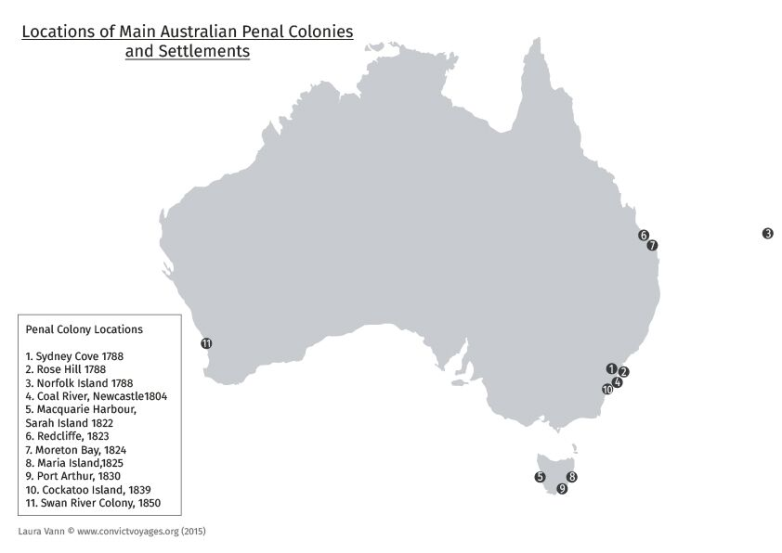 Locations of Main Australian Penal Colonies
and Settlements
6
7
3
11
1
2
4
10
5
8
9
Penal Colony Locations
1. Sydney Cove 1788
2. Rose Hill 1788
3. Norfolk Island 1788
4. Coal River, Newcastle1804
5. Macquarie Harbour,
Sarah Island 1822
6. Redcliffe, 1823
7. Moreton Bay, 1824
8. Maria Island,1825
9. Port Arthur, 1830
10. Cockatoo Island, 1839
11. Swan River Colony, 1850
Laura Vann © www.convictvoyages.org (2015)